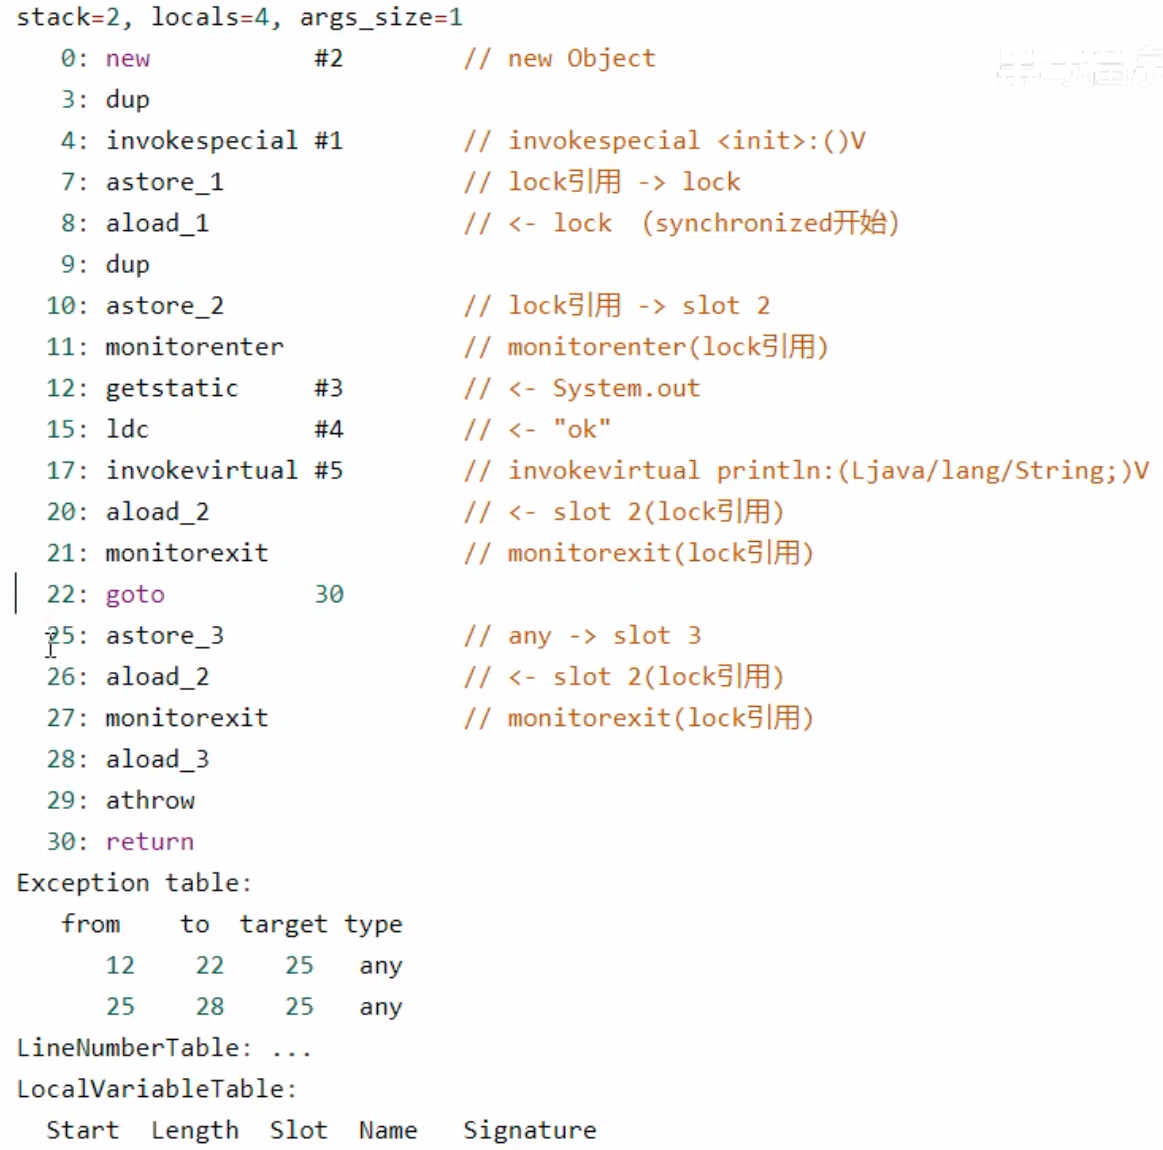 stack=2, locals=4, args_size=1
0: new #2 // new Object
3: dup
4: invokespecial #1 // invokespecial <init>:()V
7: astore_1 // lock引用 -> lock
8: aload_1 // <- lock （synchronized开始）
9: dup
10: astore_2 // lock引用 -> slot 2
11: monitorenter // monitorenter(lock引用)
12: getstatic #3 // <- System.out
15: ldc #4 // <- "ok"
17: invokevirtual #5 // invokevirtual println:(Ljava/lang/String;)V
20: aload_2 // <- slot 2(lock引用)
21: monitorexit // monitorexit(lock引用)
22: goto 30
25: astore_3 // any -> slot 3
26: aload_2 // <- slot 2(lock引用)
27: monitorexit // monitorexit(lock引用)
28: aload_3
29: athrow
30: return
Exception table:
from to target type
12 22 25 any
25 28 25 any
LineNumberTable: ...
LocalVariableTable:
Start Length Slot Name Signature